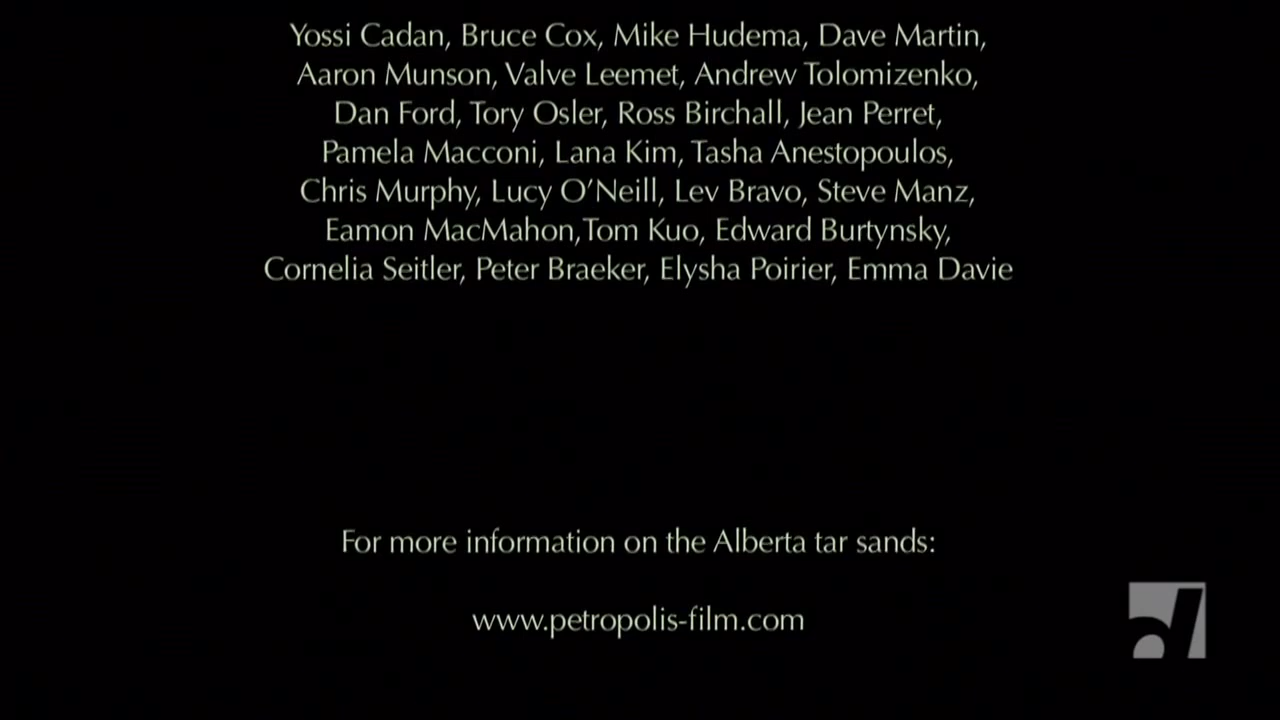 Yossi Cadan, Bruce Cox, Mike Hudema, Dave Martin,
Aaron Munson, Valve Leemet, Andrew Tolomizenko,
Dan Ford, Tory Osler, Ross Birchall, Jean Perret,
Pamela Macconi, Lana Kim, Tasha Anestopoulos,
Chris Murphy, Lucy O’Neill, Lev Bravo, Steve Manz,
Eamon MacMahon,Tom Kuo, Edward Burtynsky,
Cornelia Seitler, Peter Braeker, Elysha Poirier, Emma Davie
For more information on the Alberta tar sands:
www.petropolis-film.com